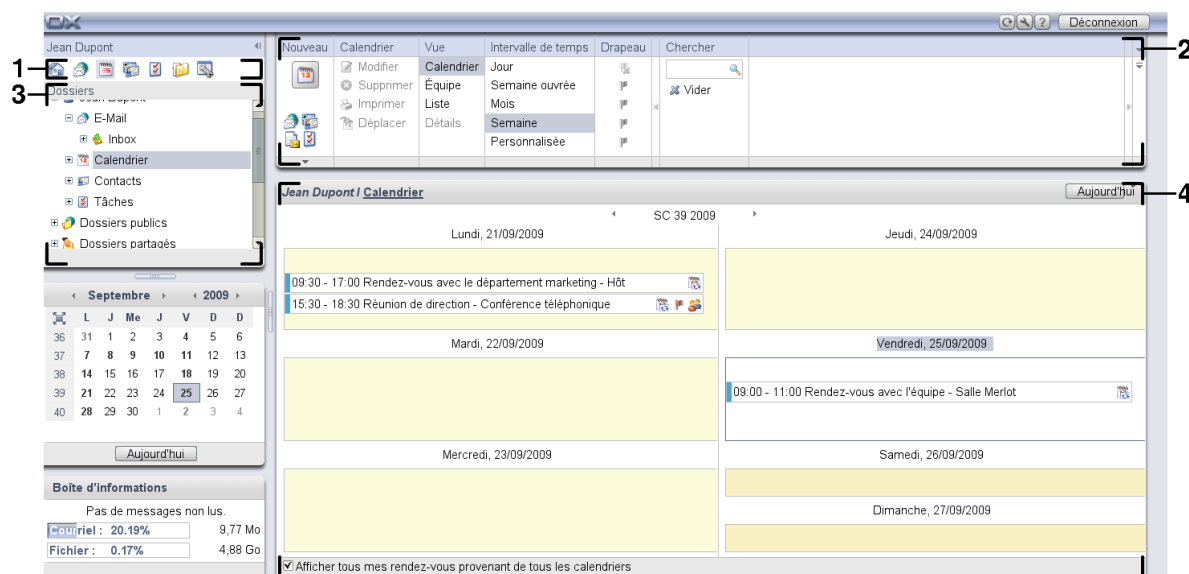 OX
Déconnexion
Jean Dupont
1
3
Dossiers
Jean Dupont
E-Mail
Inbox
Calendrier
Contacts
Tâches
Dossiers publics
Dossiers partagés
Nouveau Calendrier Vue Intervalle de temps Drapeau Chercher
2
Modifier Calendrier Jour
Supprimer Équipe Semaine ouvrée Vider
Imprimer Liste Mois
Déplacer Détails Semaine
Personnalisée
Jean Dupont / Calendrier Aujourd'hui
4
SC 39 2009
Lundi, 21/09/2009 Jeudi, 24/09/2009
09:30 - 17:00 Rendez-vous avec le département marketing - Hôt
15:30 - 18:30 Réunion de direction - Conférence téléphonique
Mardi, 22/09/2009 Vendredi, 25/09/2009
09:00 - 11:00 Rendez-vous avec l'équipe - Salle Merlot
Mercredi, 23/09/2009 Samedi, 26/09/2009
Dimanche, 27/09/2009
Afficher tous mes rendez-vous provenant de tous les calendriers
Septembre 2009
L J Me J V D D
36 31 1 2 3 4 5 6
37 7 8 9 10 11 12 13
38 14 15 16 17 18 19 20
39 21 22 23 24 25 26 27
40 28 29 30 1 2 3 4
Aujourd'hui
Boîte d'informations
Pas de messages non lus.
Courriel : 20.19% 9,77 Mo
Fichier : 0.17% 4,88 Go